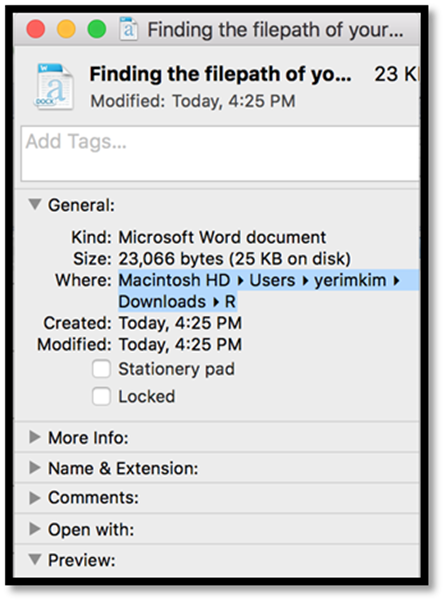 Finding the filepath of your...
Finding the filepath of yo... 23 K
Modified: Today, 4:25 PM
Add Tags...
General:
Kind: Microsoft Word document
Size: 23,066 bytes (25 KB on disk)
Where: Macintosh HD ▸ Users ▸ yerimkim ▸
Downloads ▸ R
Created: Today, 4:25 PM
Modified: Today, 4:25 PM
Stationery pad
Locked
More Info:
Name & Extension:
Comments:
Open with:
Preview: